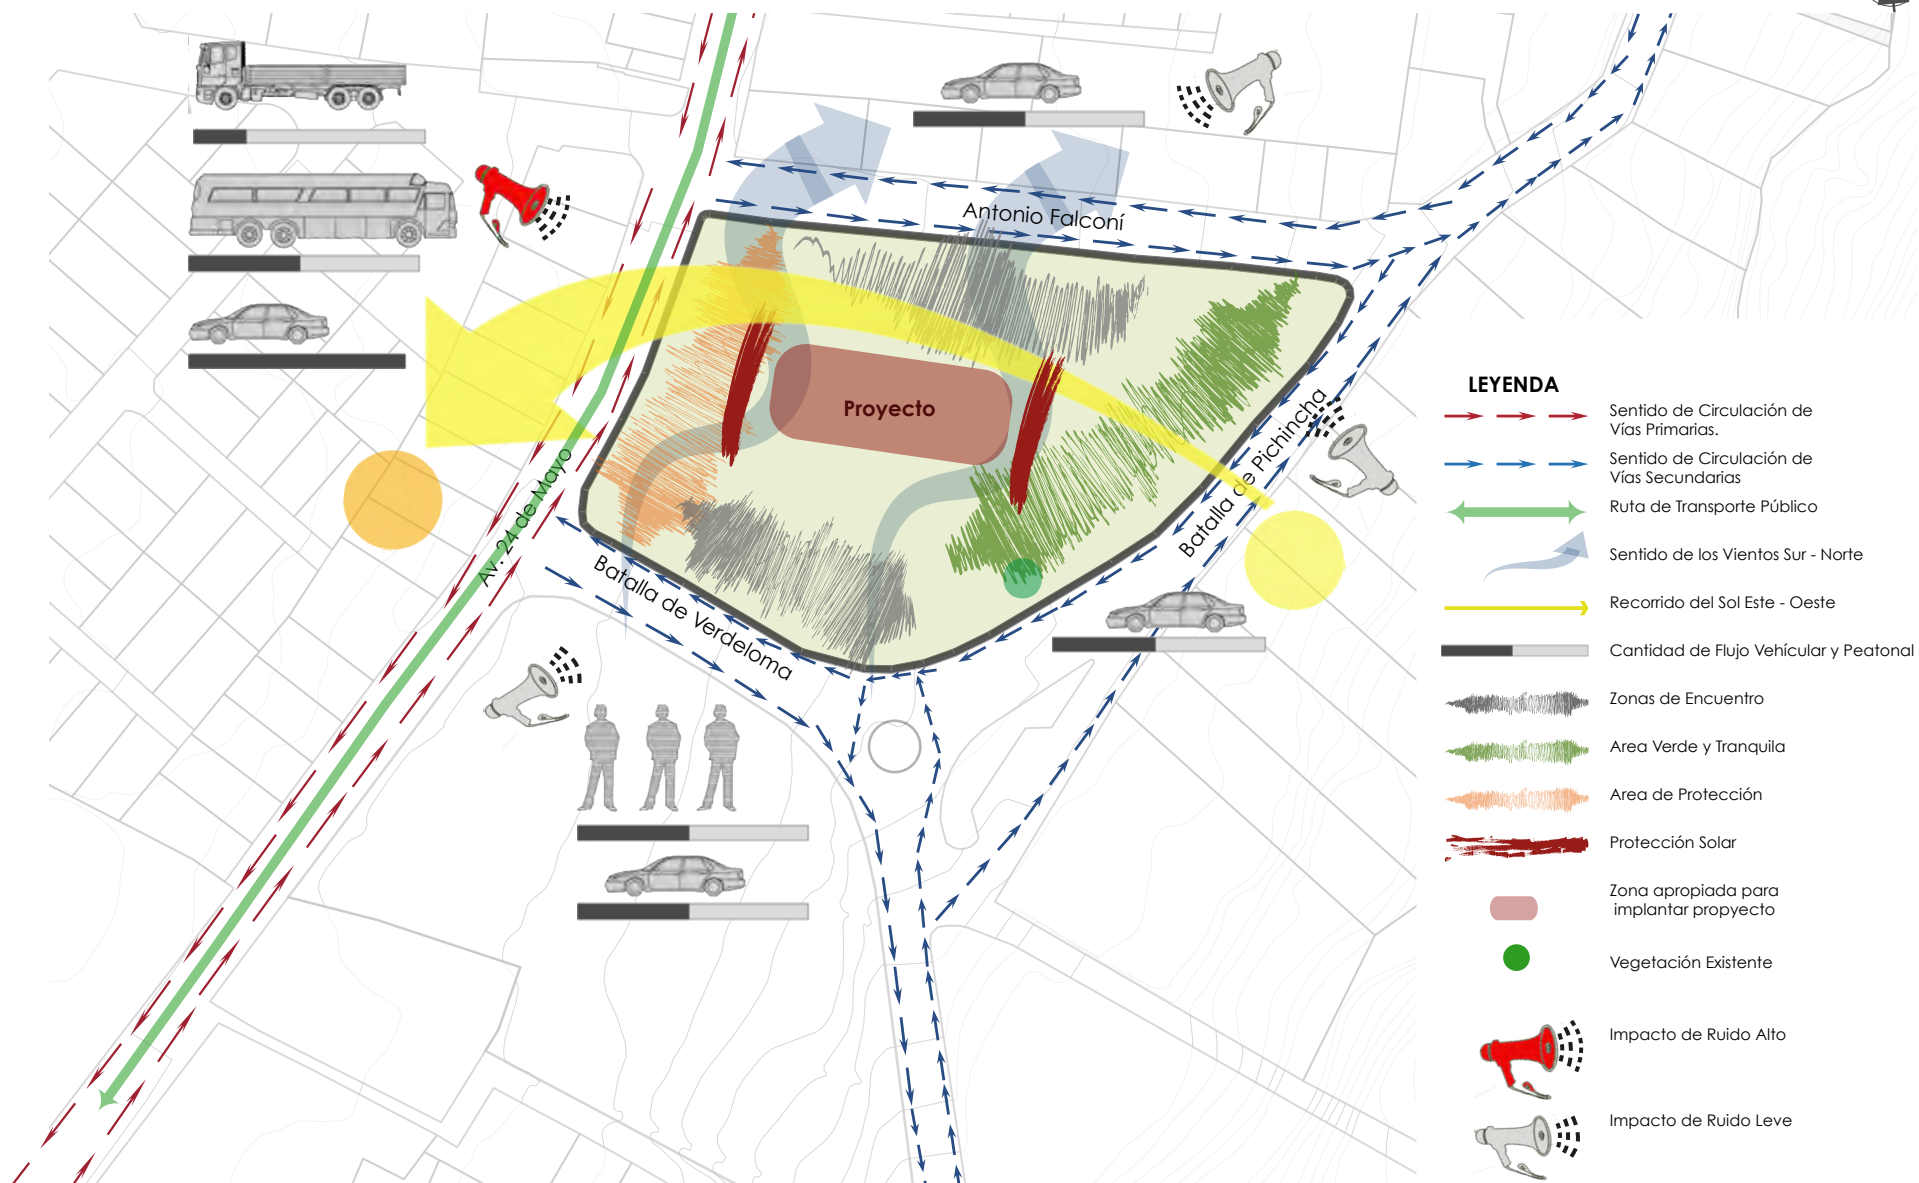 Antonio Falconí
Proyecto
Av. 24 de Mayo
Batalla de Pichincha
Batalla de Verdeloma
LEYENDA
Sentido de Circulación de
Vías Primarias.
Sentido de Circulación de
Vías Secundarias
Ruta de Transporte Público
Sentido de los Vientos Sur - Norte
Recorrido del Sol Este - Oeste
Cantidad de Flujo Vehícular y Peatonal
Zonas de Encuentro
Area Verde y Tranquila
Area de Protección
Protección Solar
Zona apropiada para
implantar propyecto
Vegetación Existente
Impacto de Ruido Alto
Impacto de Ruido Leve